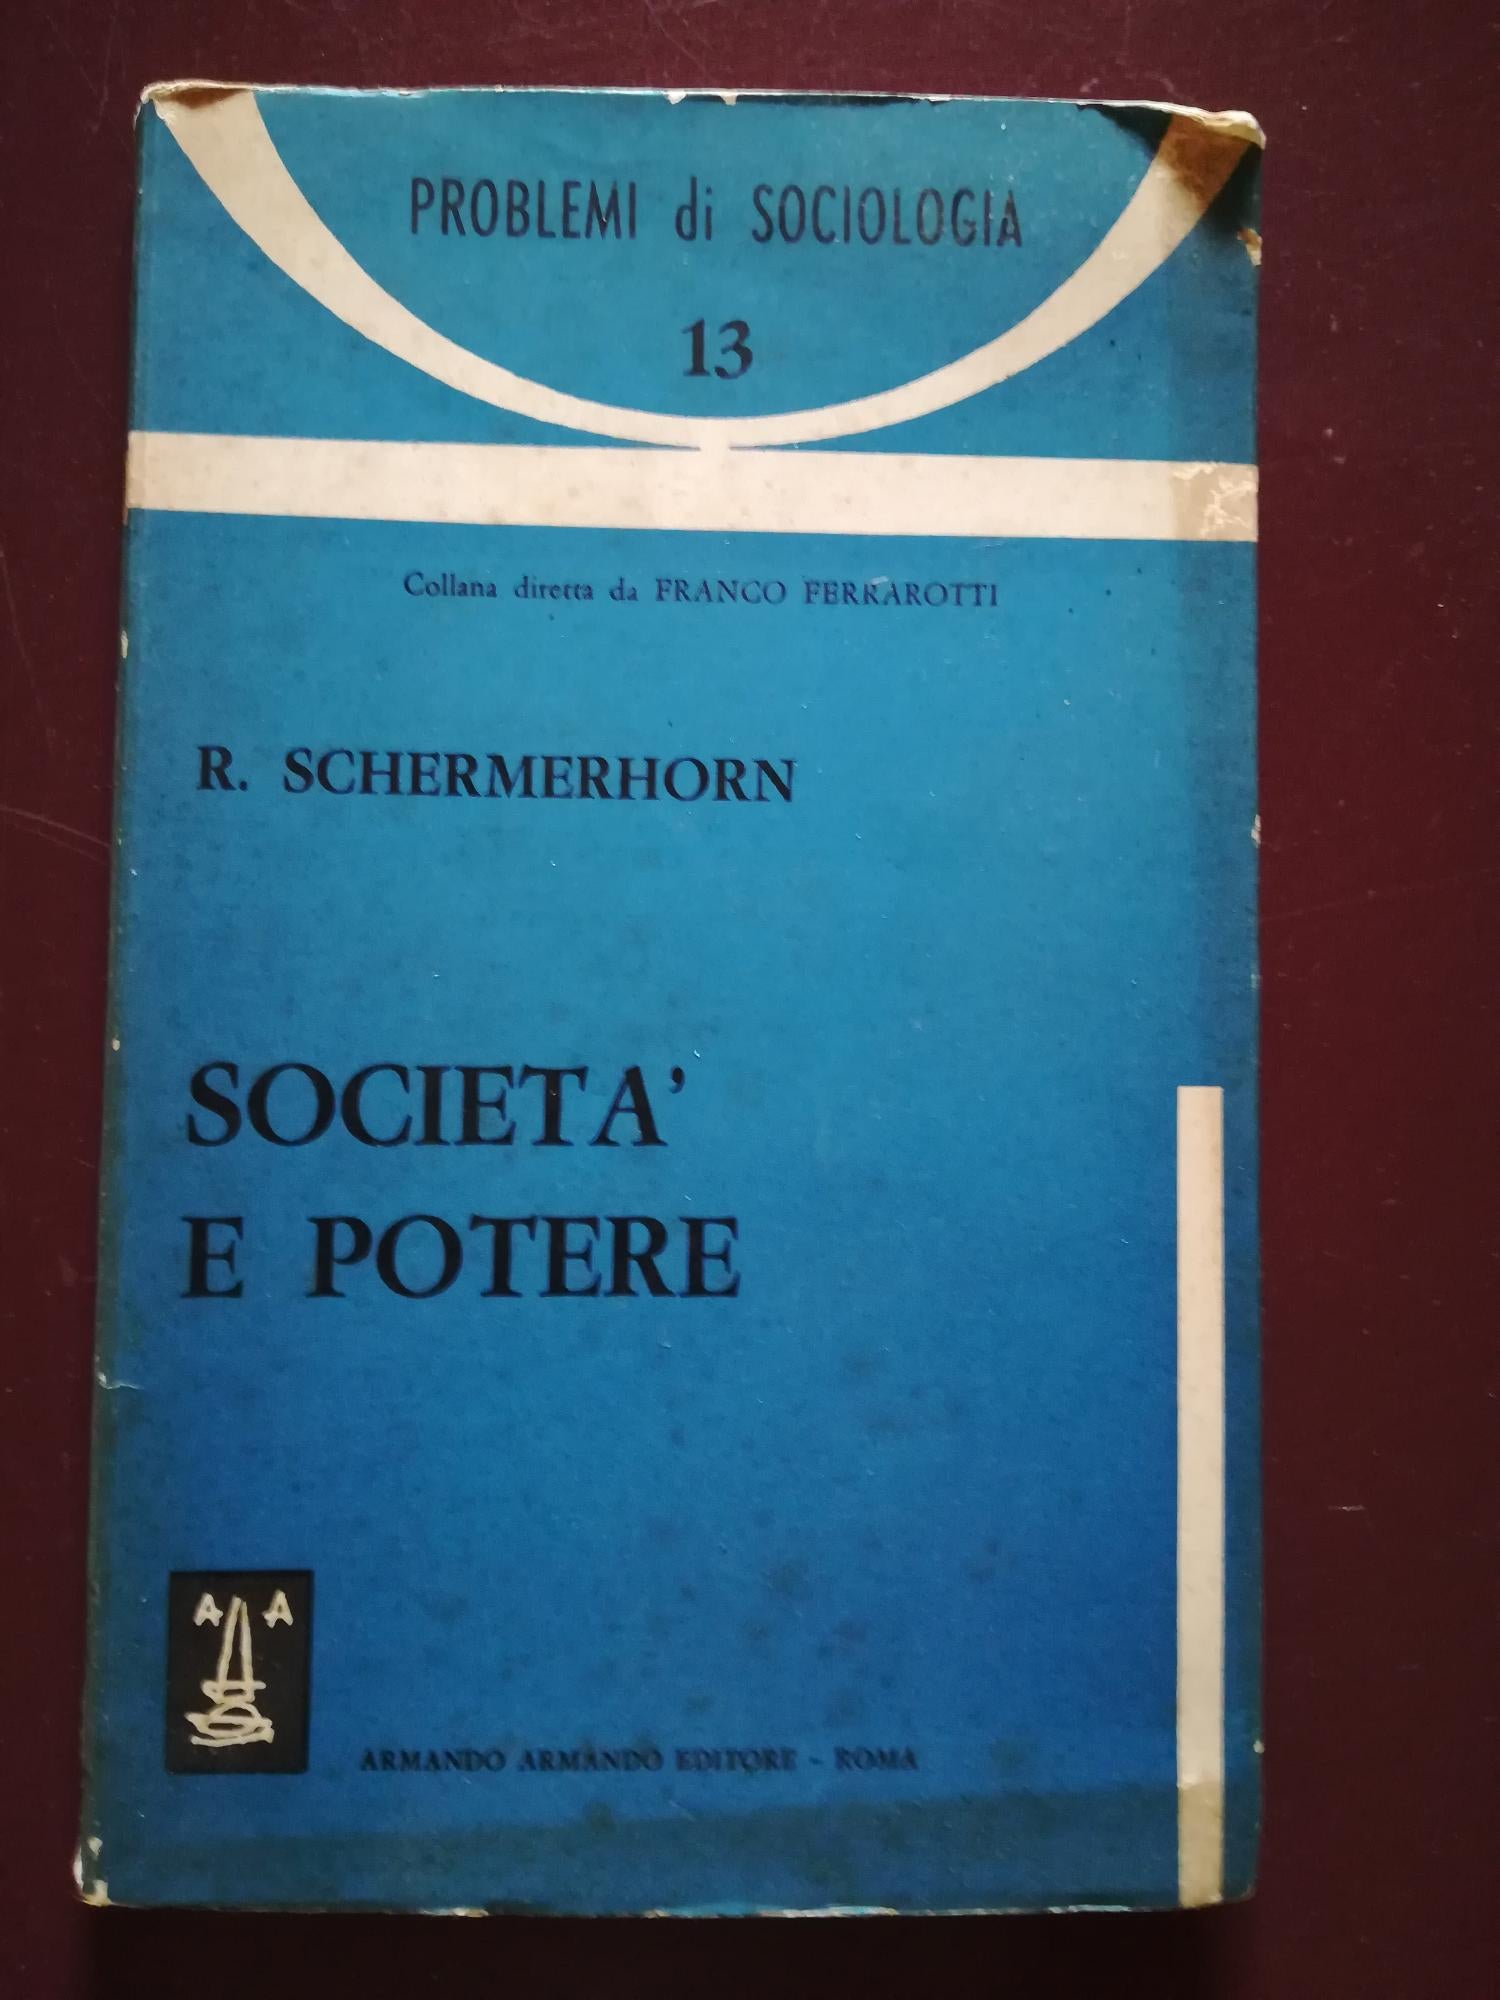 PROBLEMI di SOCIOLOGIA
13
Collana diretta da FRANCO FERRAROTTI
R. SCHERMERHORN
SOCIETA'
E POTERE
A A
ARMANDO ARMANDO EDITORE - ROMA